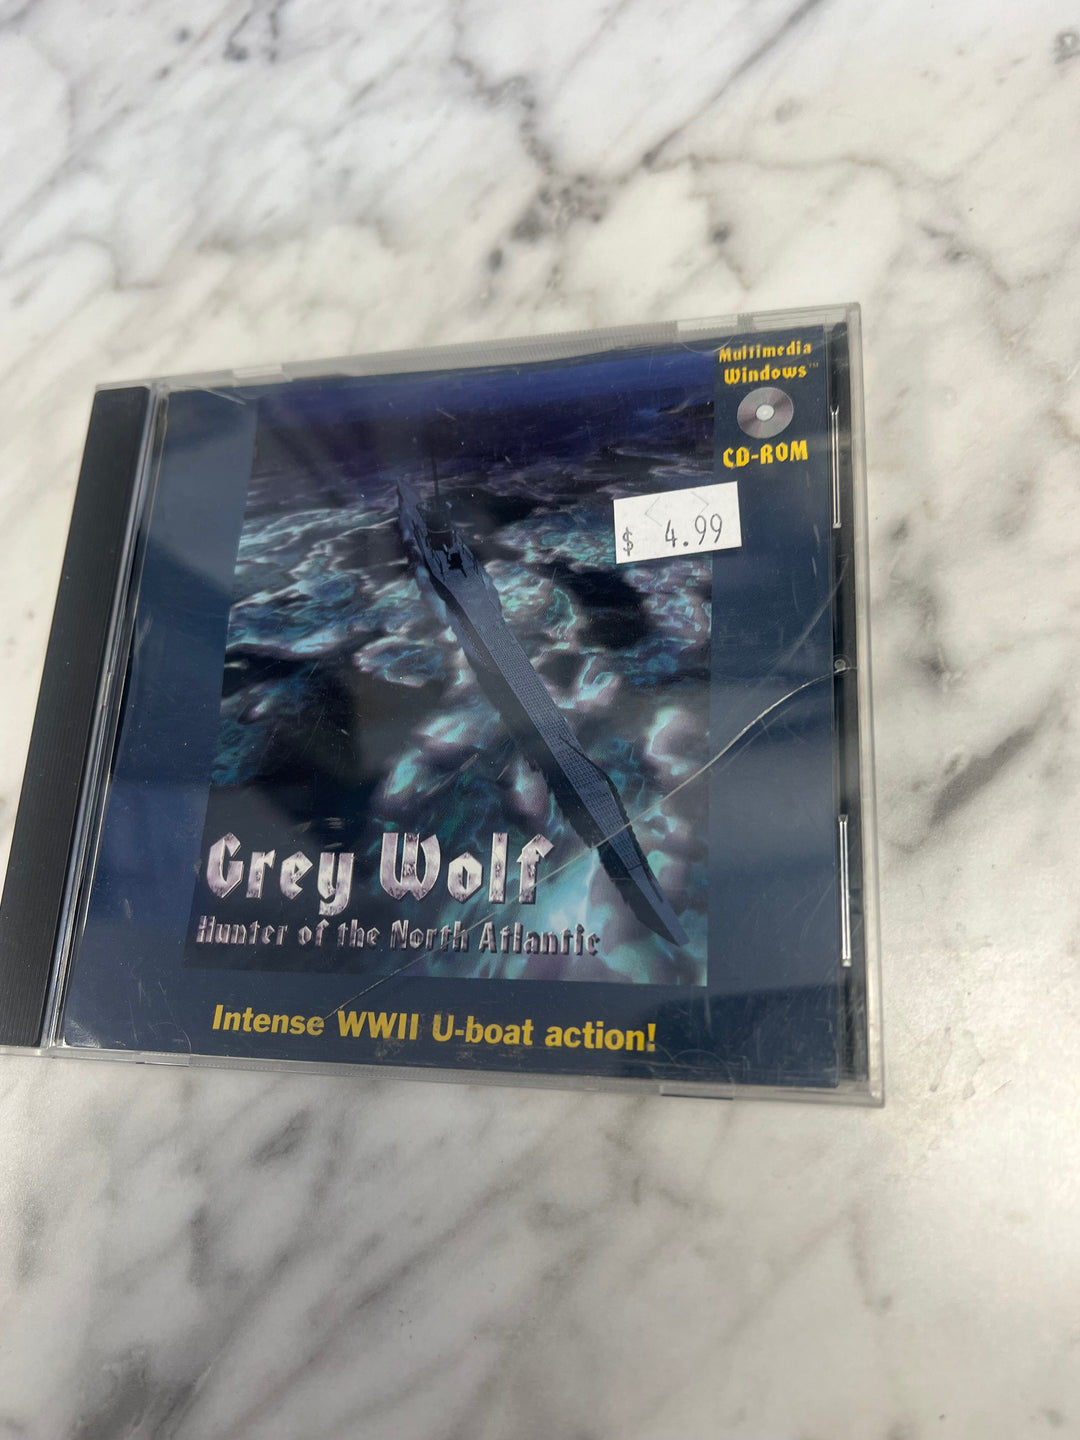 Multimedia
Windows™
CD-ROM
$ 4.99
Grey Wolf
Hunter of the North Atlantic
Intense WWII U-boat action!